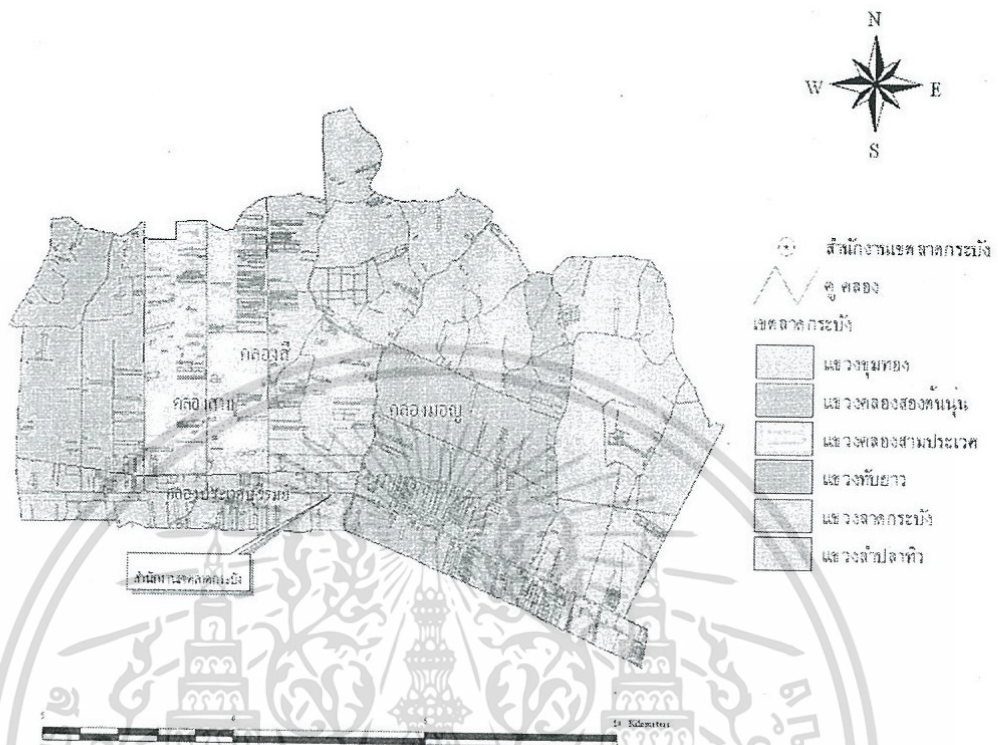 N
W E
S
สำนักงานเขตลาดกระบัง
คู คลอง
เขตลาดกระบัง
แขวงขุมทอง
แขวงคลองสองต้นนุ่น
แขวงคลองสามประเวศ
แขวงทับยาว
แขวงลาดกระบัง
แขวงลำปลาทิว
คลองสี่
คลองสาม
คลองมอญ
คลองประเวศบุรีรมย์
สำนักงานเขตลาดกระบัง